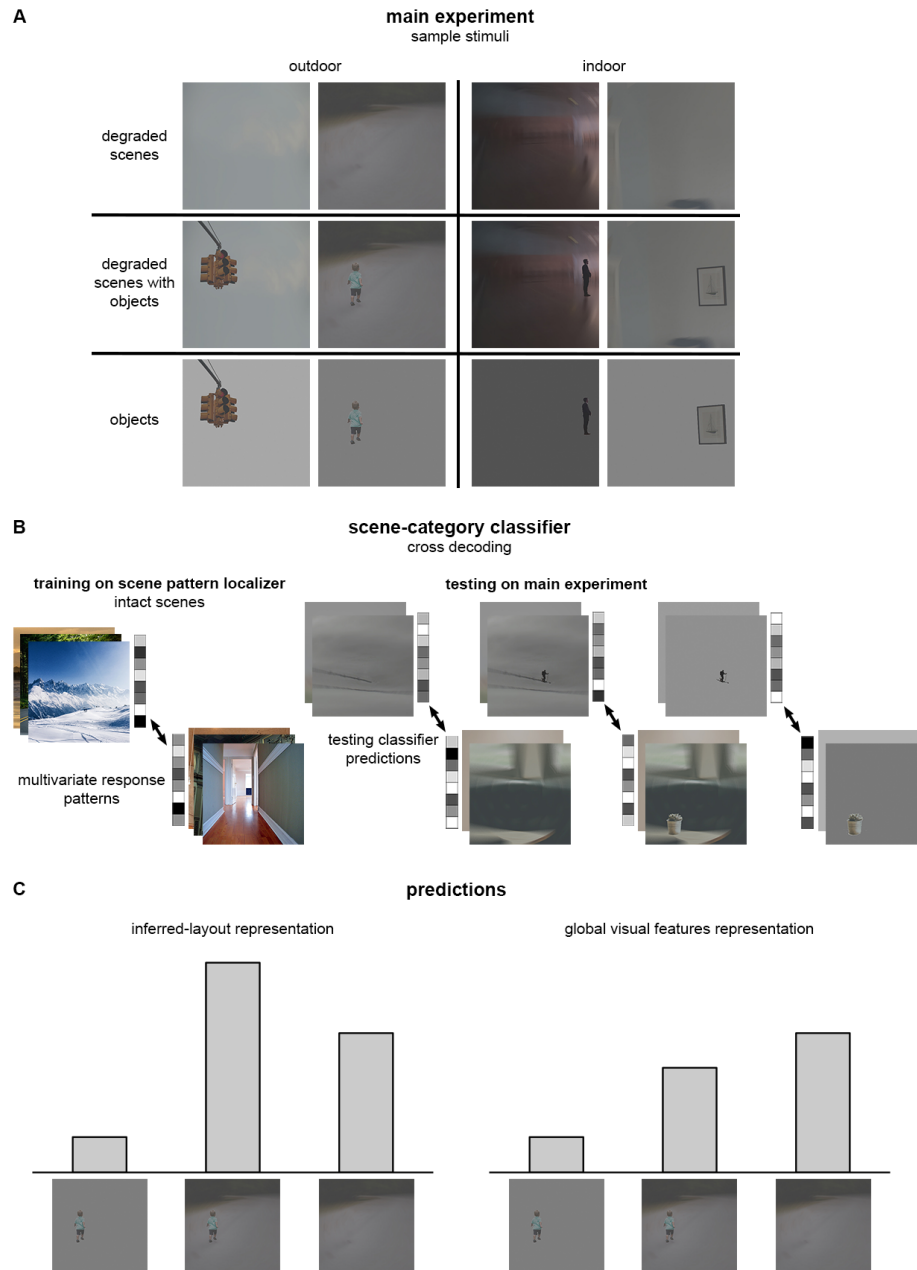 A
main experiment
sample stimuli
outdoor
indoor
degraded
scenes
degraded
scenes with
objects
objects
B
scene-category classifier
cross decoding
training on scene pattern localizer
intact scenes
testing on main experiment
multivariate response
patterns
testing classifier
predictions
C
predictions
inferred-layout representation
global visual features representation